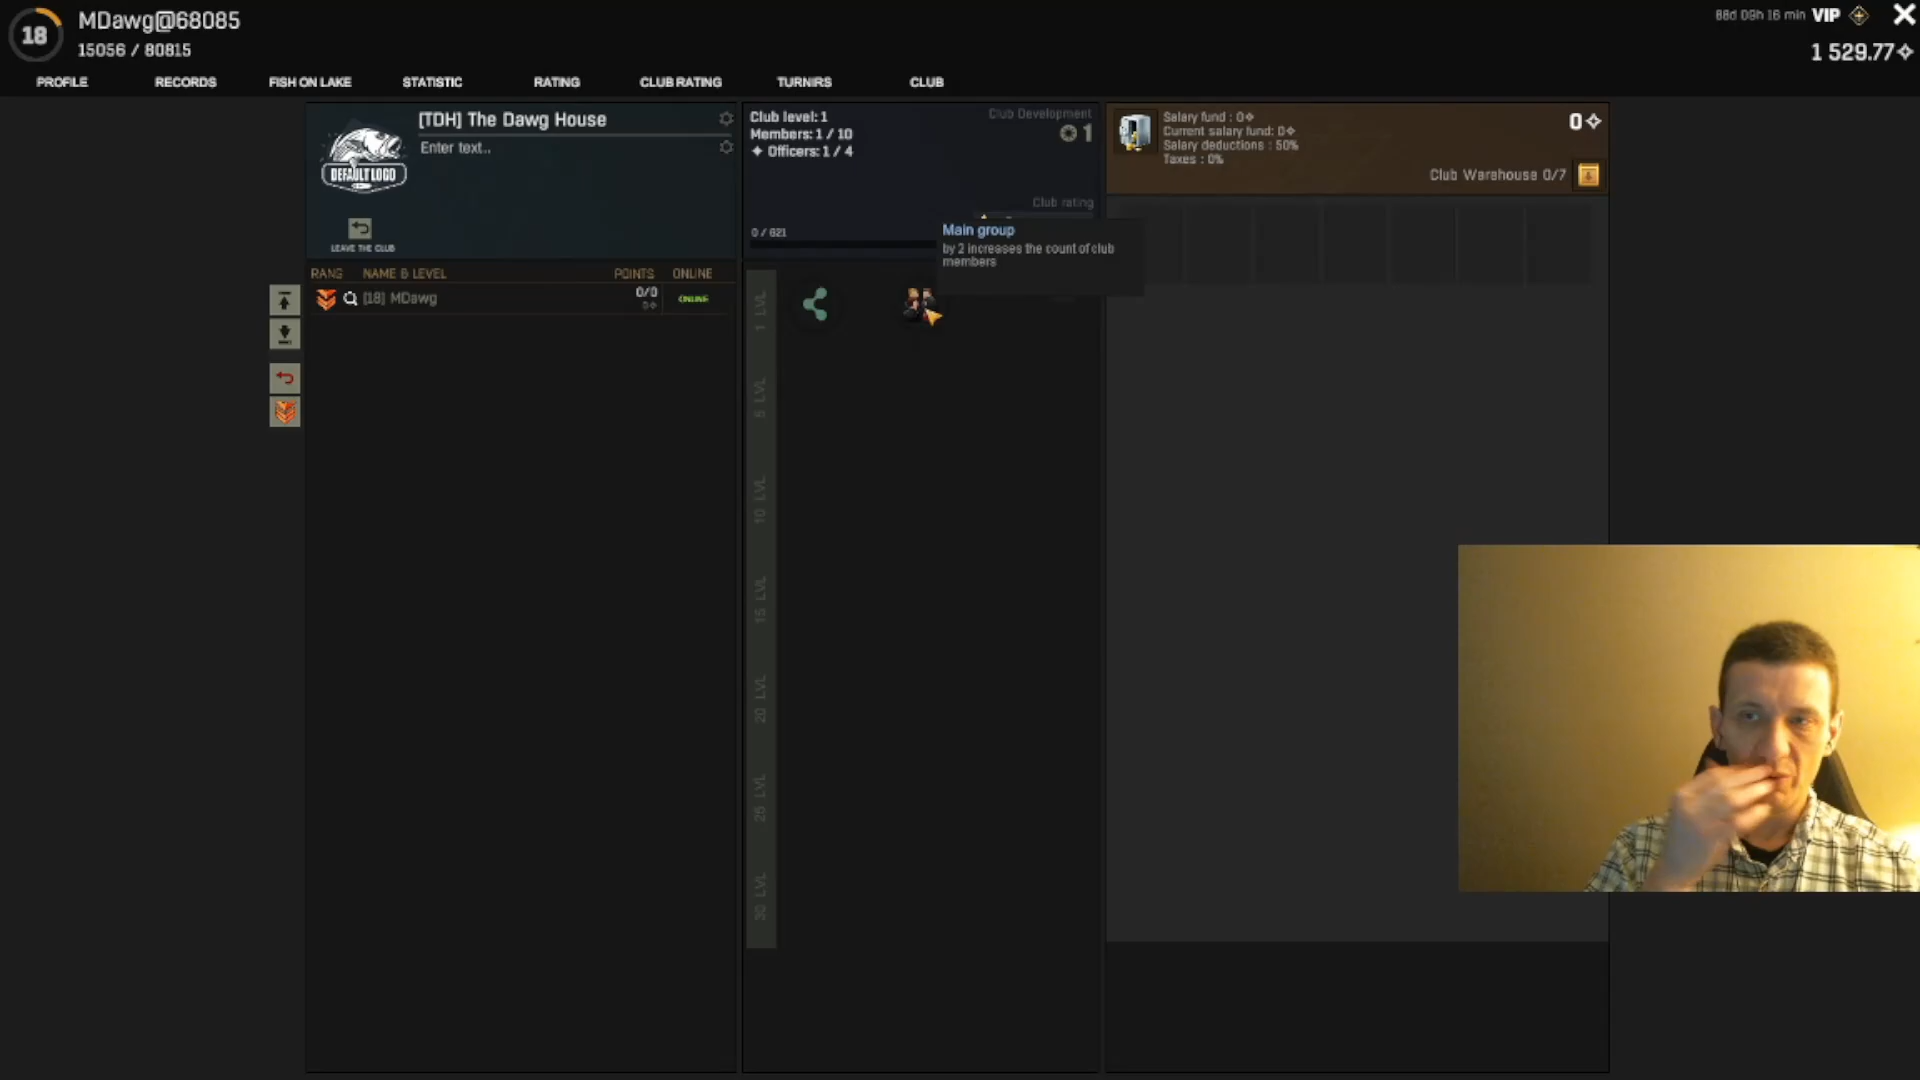 18
MDawg@68085
15056 / 80815
88d 09h 16 min VIP
1 529.77
PROFILE RECORDS FISH ON LAKE STATISTIC RATING CLUB RATING TURNIRS CLUB
[TDH] The Dawg House
Enter text..
DEFAULT LOGO
LEAVE THE CLUB
RANG NAME & LEVEL POINTS ONLINE
[18] MDawg 0/0 ONLINE
0
Club level: 1
Members: 1 / 10
Officers: 1 / 4
Club Development
1
Club rating
0 / 621
Main group
by 2 increases the count of club
members
1 LVL
5 LVL
10 LVL
15 LVL
20 LVL
25 LVL
30 LVL
Salary fund : 0
Current salary fund: 0
Salary deductions : 50%
Taxes : 0%
0
Club Warehouse 0/7